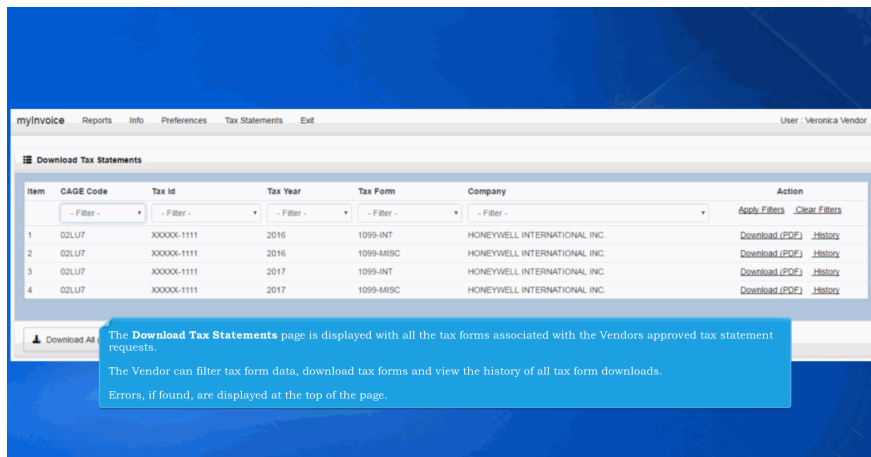 myInvoice Reports Info Preferences Tax Statements Exit User : Veronica Vendor
Download Tax Statements
Item CAGE Code Tax Id Tax Year Tax Form Company Action
- Filter - - Filter - - Filter - - Filter - - Filter - Apply Filters Clear Filters
1 02LU7 XXXXX-1111 2016 1099-INT HONEYWELL INTERNATIONAL INC. Download (PDF) History
2 02LU7 XXXXX-1111 2016 1099-MISC HONEYWELL INTERNATIONAL INC. Download (PDF) History
3 02LU7 XXXXX-1111 2017 1099-INT HONEYWELL INTERNATIONAL INC. Download (PDF) History
4 02LU7 XXXXX-1111 2017 1099-MISC HONEYWELL INTERNATIONAL INC. Download (PDF) History
Download All
The Download Tax Statements page is displayed with all the tax forms associated with the Vendors approved tax statement
requests.
The Vendor can filter tax form data, download tax forms and view the history of all tax form downloads.
Errors, if found, are displayed at the top of the page.